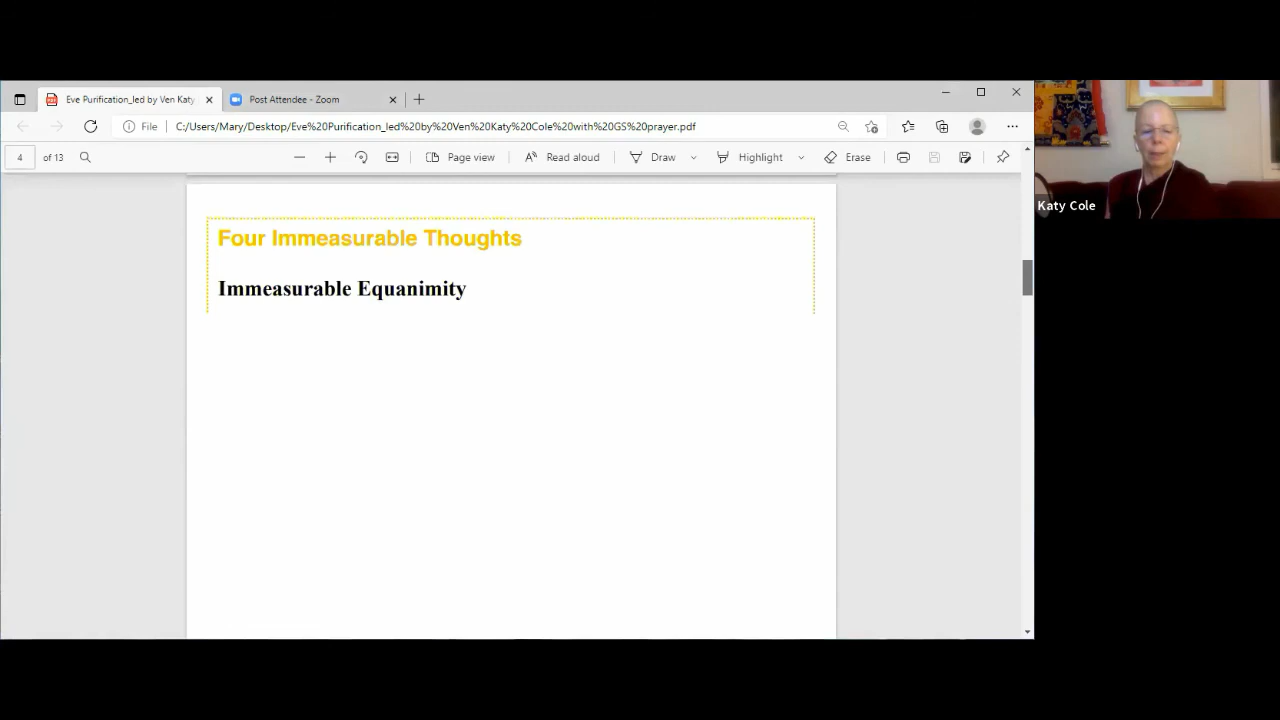 Eve Purification_led by Ven Katy
Post Attendee - Zoom
File
C:/Users/Mary/Desktop/Eve%20Purification_led%20by%20Ven%20Katy%20Cole%20with%20GS%20prayer.pdf
4 of 13
Page view
Read aloud
Draw
Highlight
Erase
Katy Cole
Four Immeasurable Thoughts
Immeasurable Equanimity